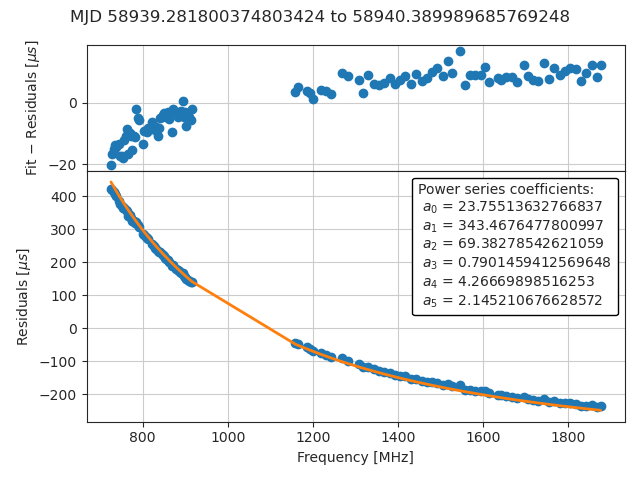 MJD 58939.281800374803424 to 58940.389989685769248
Fit − Residuals [μs]
0
−20
Residuals [μs]
400
300
200
100
0
−100
−200
Power series coefficients:
a0 = 23.75513632766837
a1 = 343.4676477800997
a2 = 69.38278542621059
a3 = 0.7901459412569648
a4 = 4.26669898516253
a5 = 2.145210676628572
800 1000 1200 1400 1600 1800
Frequency [MHz]